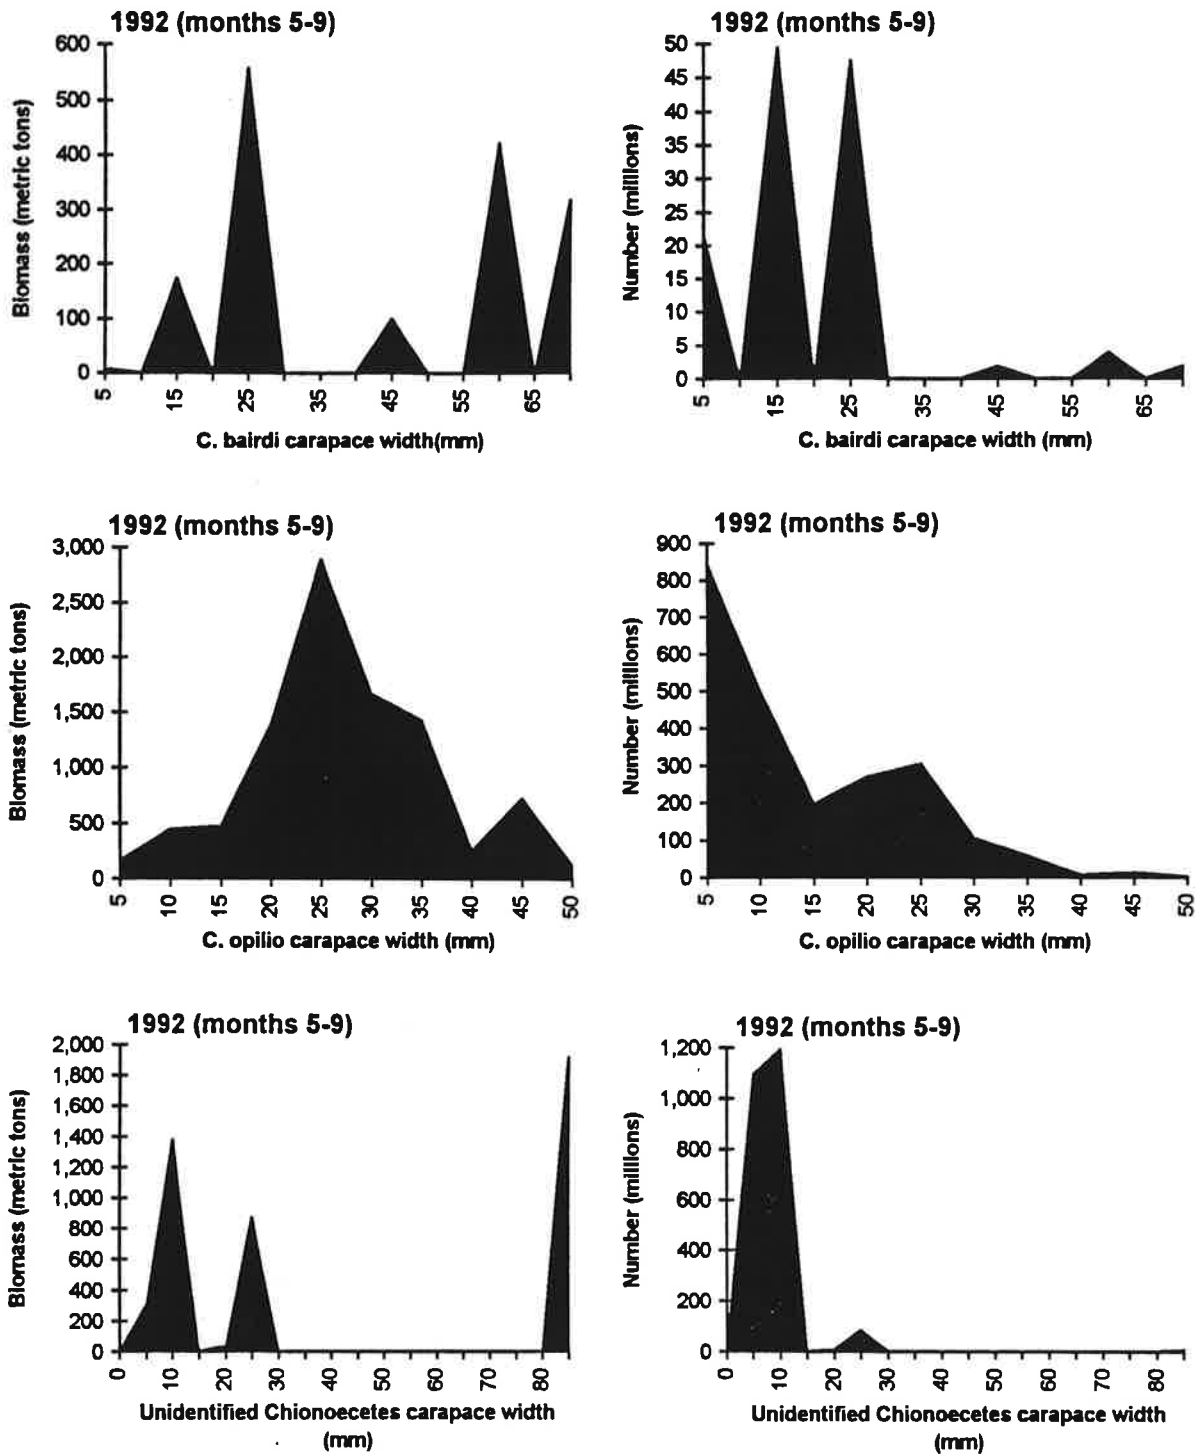 1992 (months 5-9)
600
500
400
300
200
100
0
Biomass (metric tons)
5 15 25 35 45 55 65
C. bairdi carapace width(mm)
1992 (months 5-9)
50
45
40
35
30
25
20
15
10
5
0
Number (millions)
5 15 25 35 45 55 65
C. bairdi carapace width (mm)
1992 (months 5-9)
3,000
2,500
2,000
1,500
1,000
500
0
Biomass (metric tons)
5 10 15 20 25 30 35 40 45 50
C. opilio carapace width (mm)
1992 (months 5-9)
900
800
700
600
500
400
300
200
100
0
Number (millions)
5 10 15 20 25 30 35 40 45 50
C. opilio carapace width (mm)
1992 (months 5-9)
2,000
1,800
1,600
1,400
1,200
1,000
800
600
400
200
0
Biomass (metric tons)
0 10 20 30 40 50 60 70 80
Unidentified Chionoecetes carapace width
(mm)
1992 (months 5-9)
1,200
1,000
800
600
400
200
0
Number (millions)
0 10 20 30 40 50 60 70 80
Unidentified Chionoecetes carapace width
(mm)